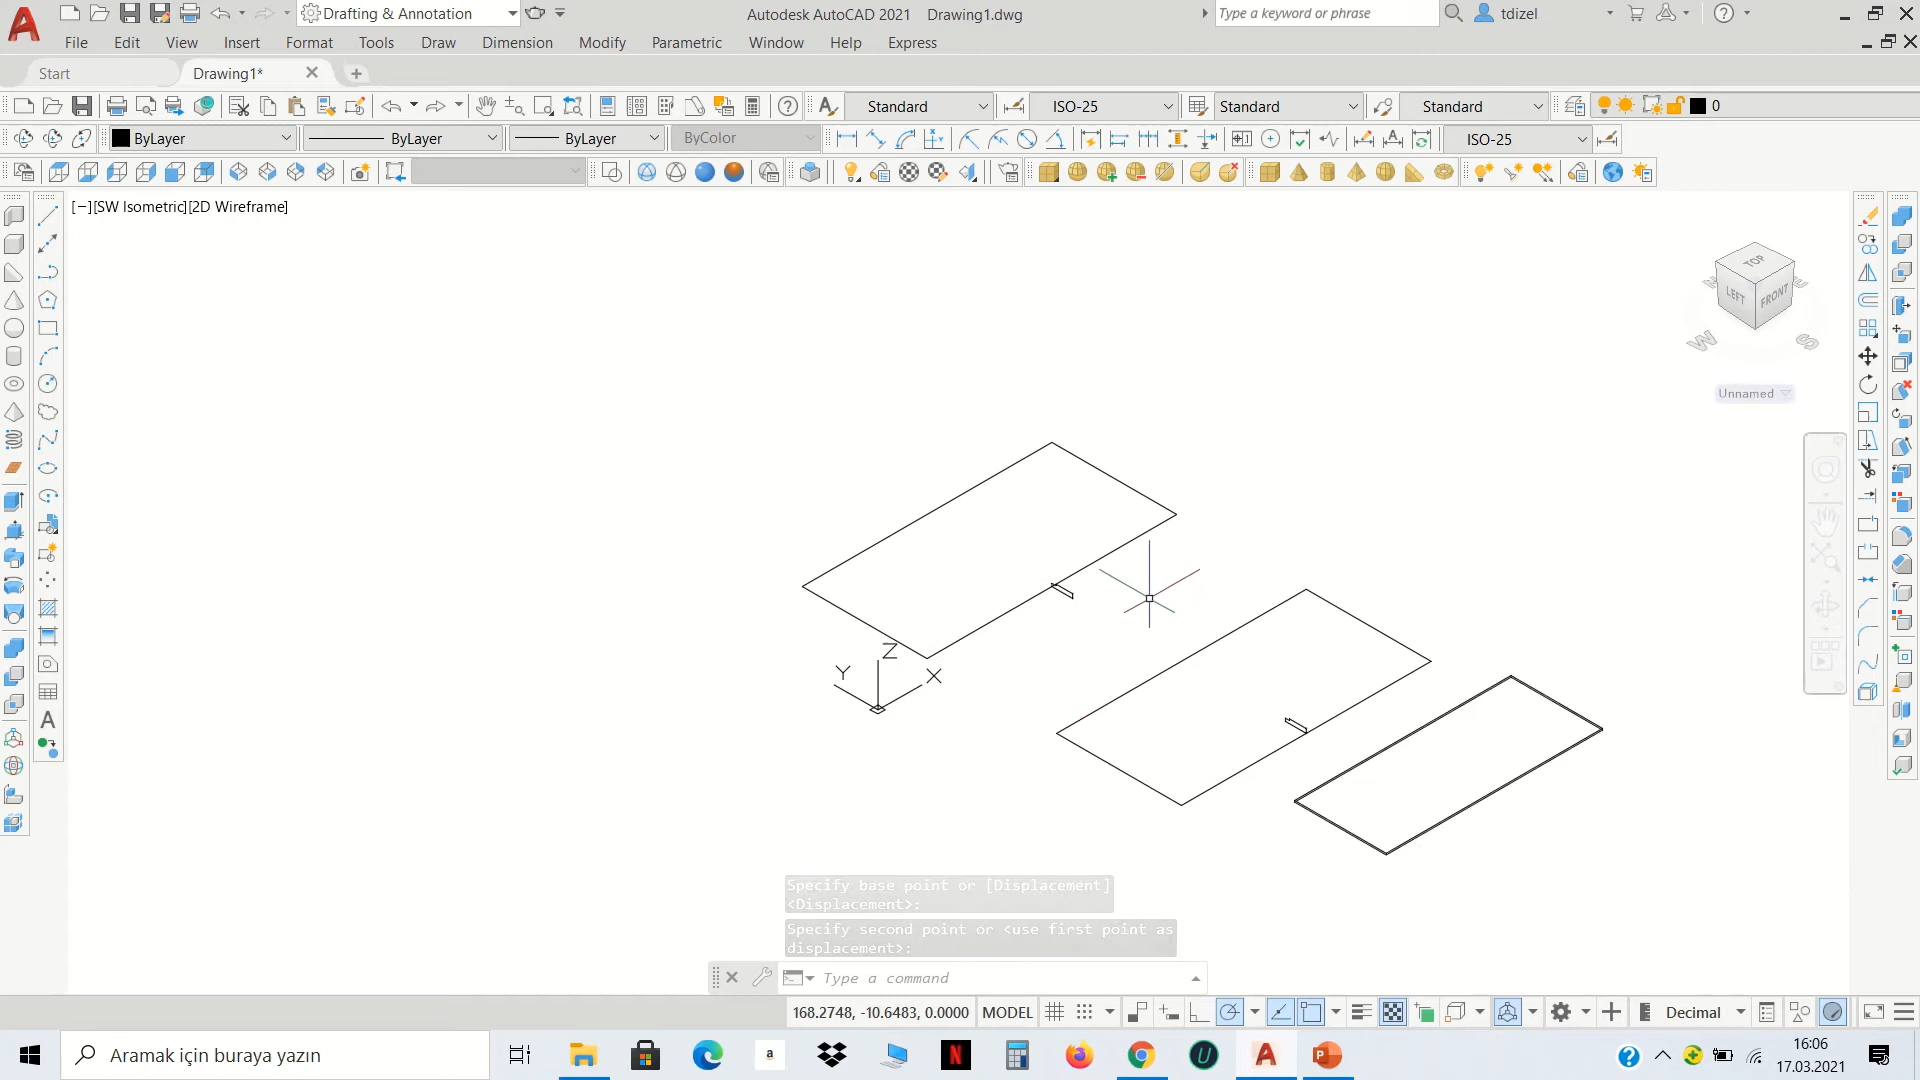 Drafting & Annotation
Autodesk AutoCAD 2021 Drawing1.dwg
Type a keyword or phrase
tdizel
File Edit View Insert Format Tools Draw Dimension Modify Parametric Window Help Express
Start
Drawing1*
Standard ISO-25 Standard Standard 0
ByLayer ByLayer ByLayer ByColor ISO-25
[−][SW Isometric][2D Wireframe]
TOP
LEFT FRONT
W S
Unnamed
Z
Y X
A
Specify base point or [Displacement]
<Displacement>:
Specify second point or <use first point as
displacement>:
Type a command
168.2748, -10.6483, 0.0000 MODEL Decimal
Aramak için buraya yazın
16:06
17.03.2021